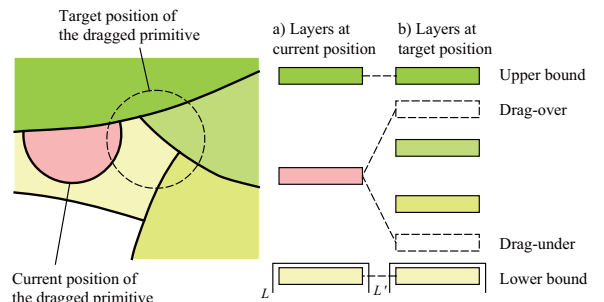 Target position of
the dragged primitive
a) Layers at
current position
b) Layers at
target position
Upper bound
Drag-over
Drag-under
Lower bound
L
L'
Current position of
the dragged primitive